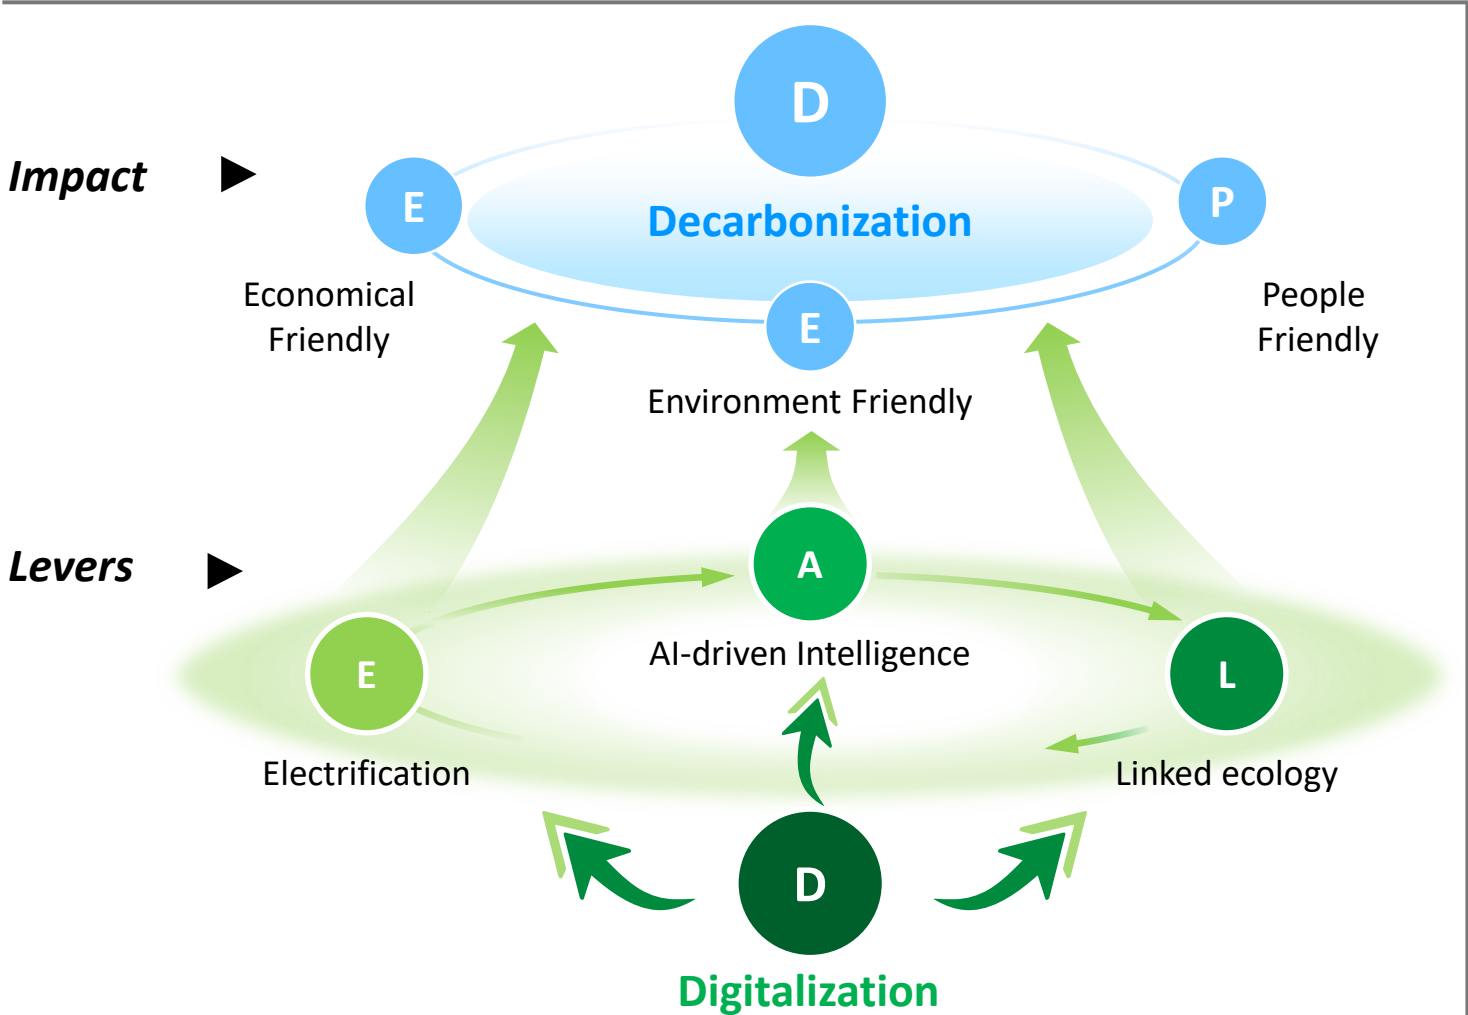 D
Impact
E
P
Decarbonization
Economical
Friendly
People
Friendly
E
Environment Friendly
Levers
A
AI-driven Intelligence
E
L
Electrification
Linked ecology
D
Digitalization